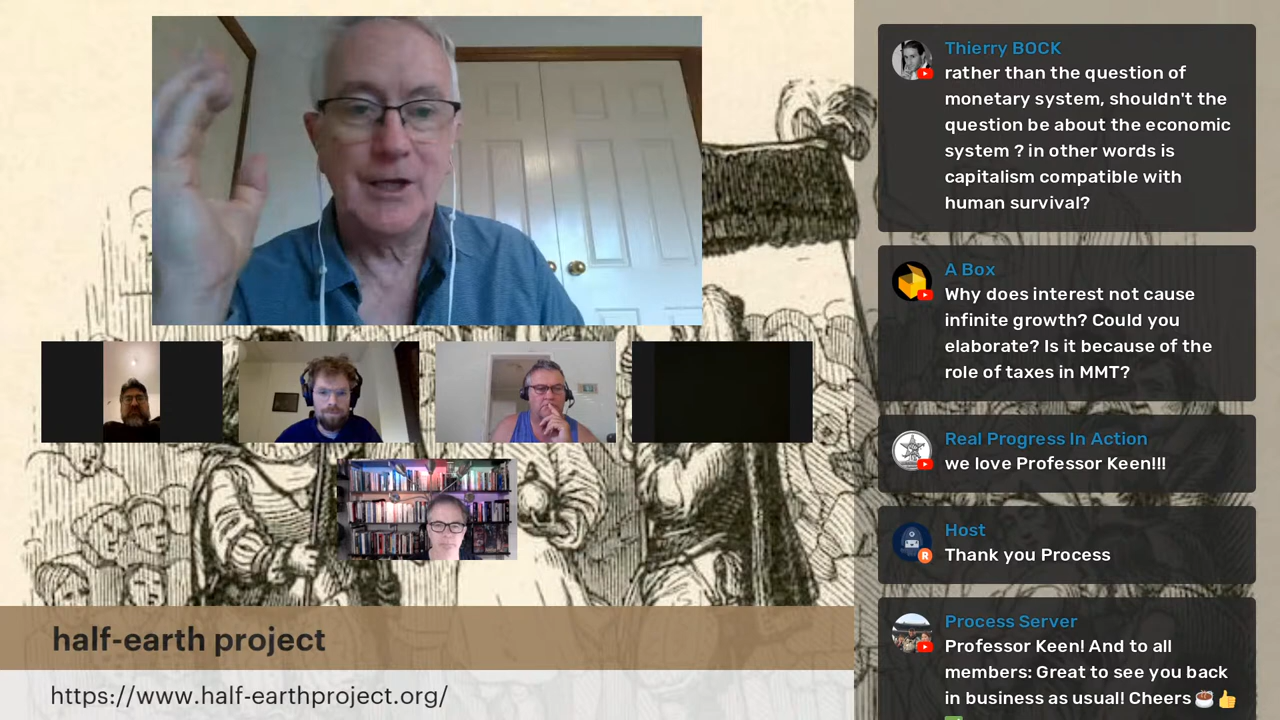 Thierry BOCK
rather than the question of
monetary system, shouldn't the
question be about the economic
system ? in other words is
capitalism compatible with
human survival?
A Box
Why does interest not cause
infinite growth? Could you
elaborate? Is it because of the
role of taxes in MMT?
Real Progress In Action
we love Professor Keen!!!
Host
R
Thank you Process
Process Server
Professor Keen! And to all
members: Great to see you back
in business as usual! Cheers☕👍
half-earth project
https://www.half-earthproject.org/